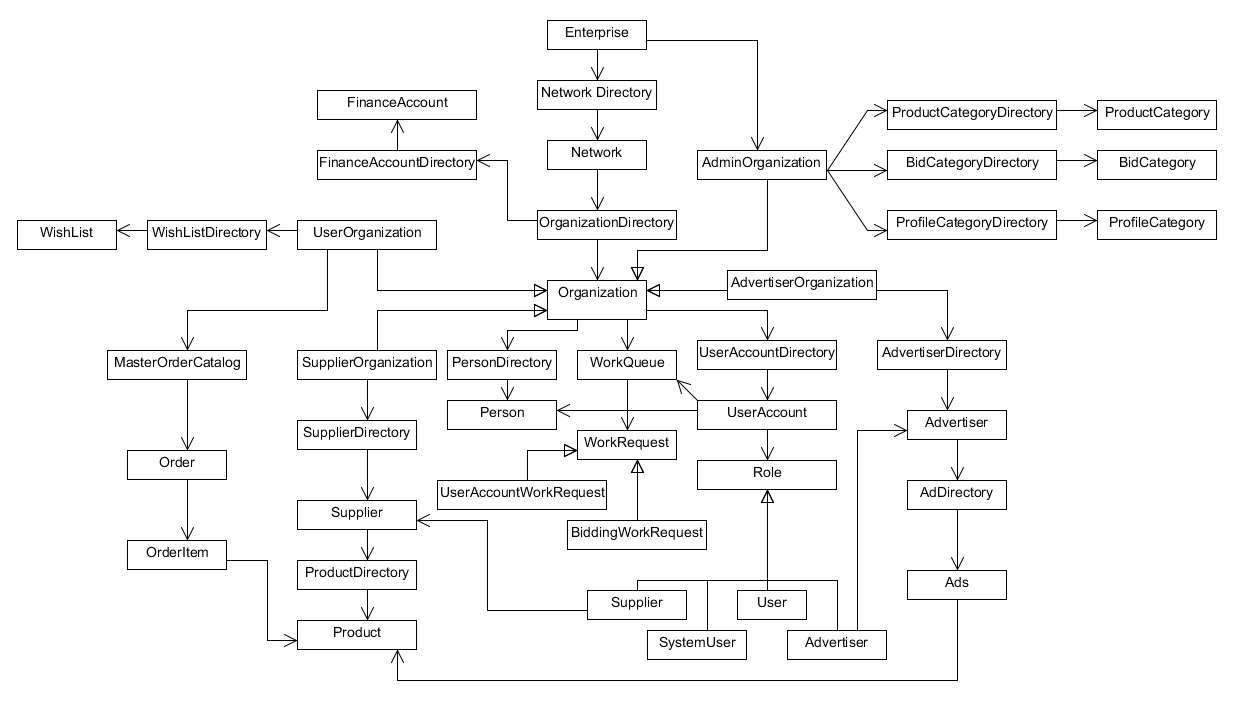 Enterprise
Network Directory
FinanceAccount
ProductCategoryDirectory
ProductCategory
Network
FinanceAccountDirectory
AdminOrganization
BidCategoryDirectory
BidCategory
OrganizationDirectory
ProfileCategoryDirectory
ProfileCategory
WishList
WishListDirectory
UserOrganization
Organization
AdvertiserOrganization
MasterOrderCatalog
SupplierOrganization
PersonDirectory
WorkQueue
UserAccountDirectory
AdvertiserDirectory
Person
UserAccount
Advertiser
SupplierDirectory
WorkRequest
Order
Role
UserAccountWorkRequest
AdDirectory
Supplier
BiddingWorkRequest
OrderItem
ProductDirectory
Ads
Supplier
User
Product
SystemUser
Advertiser